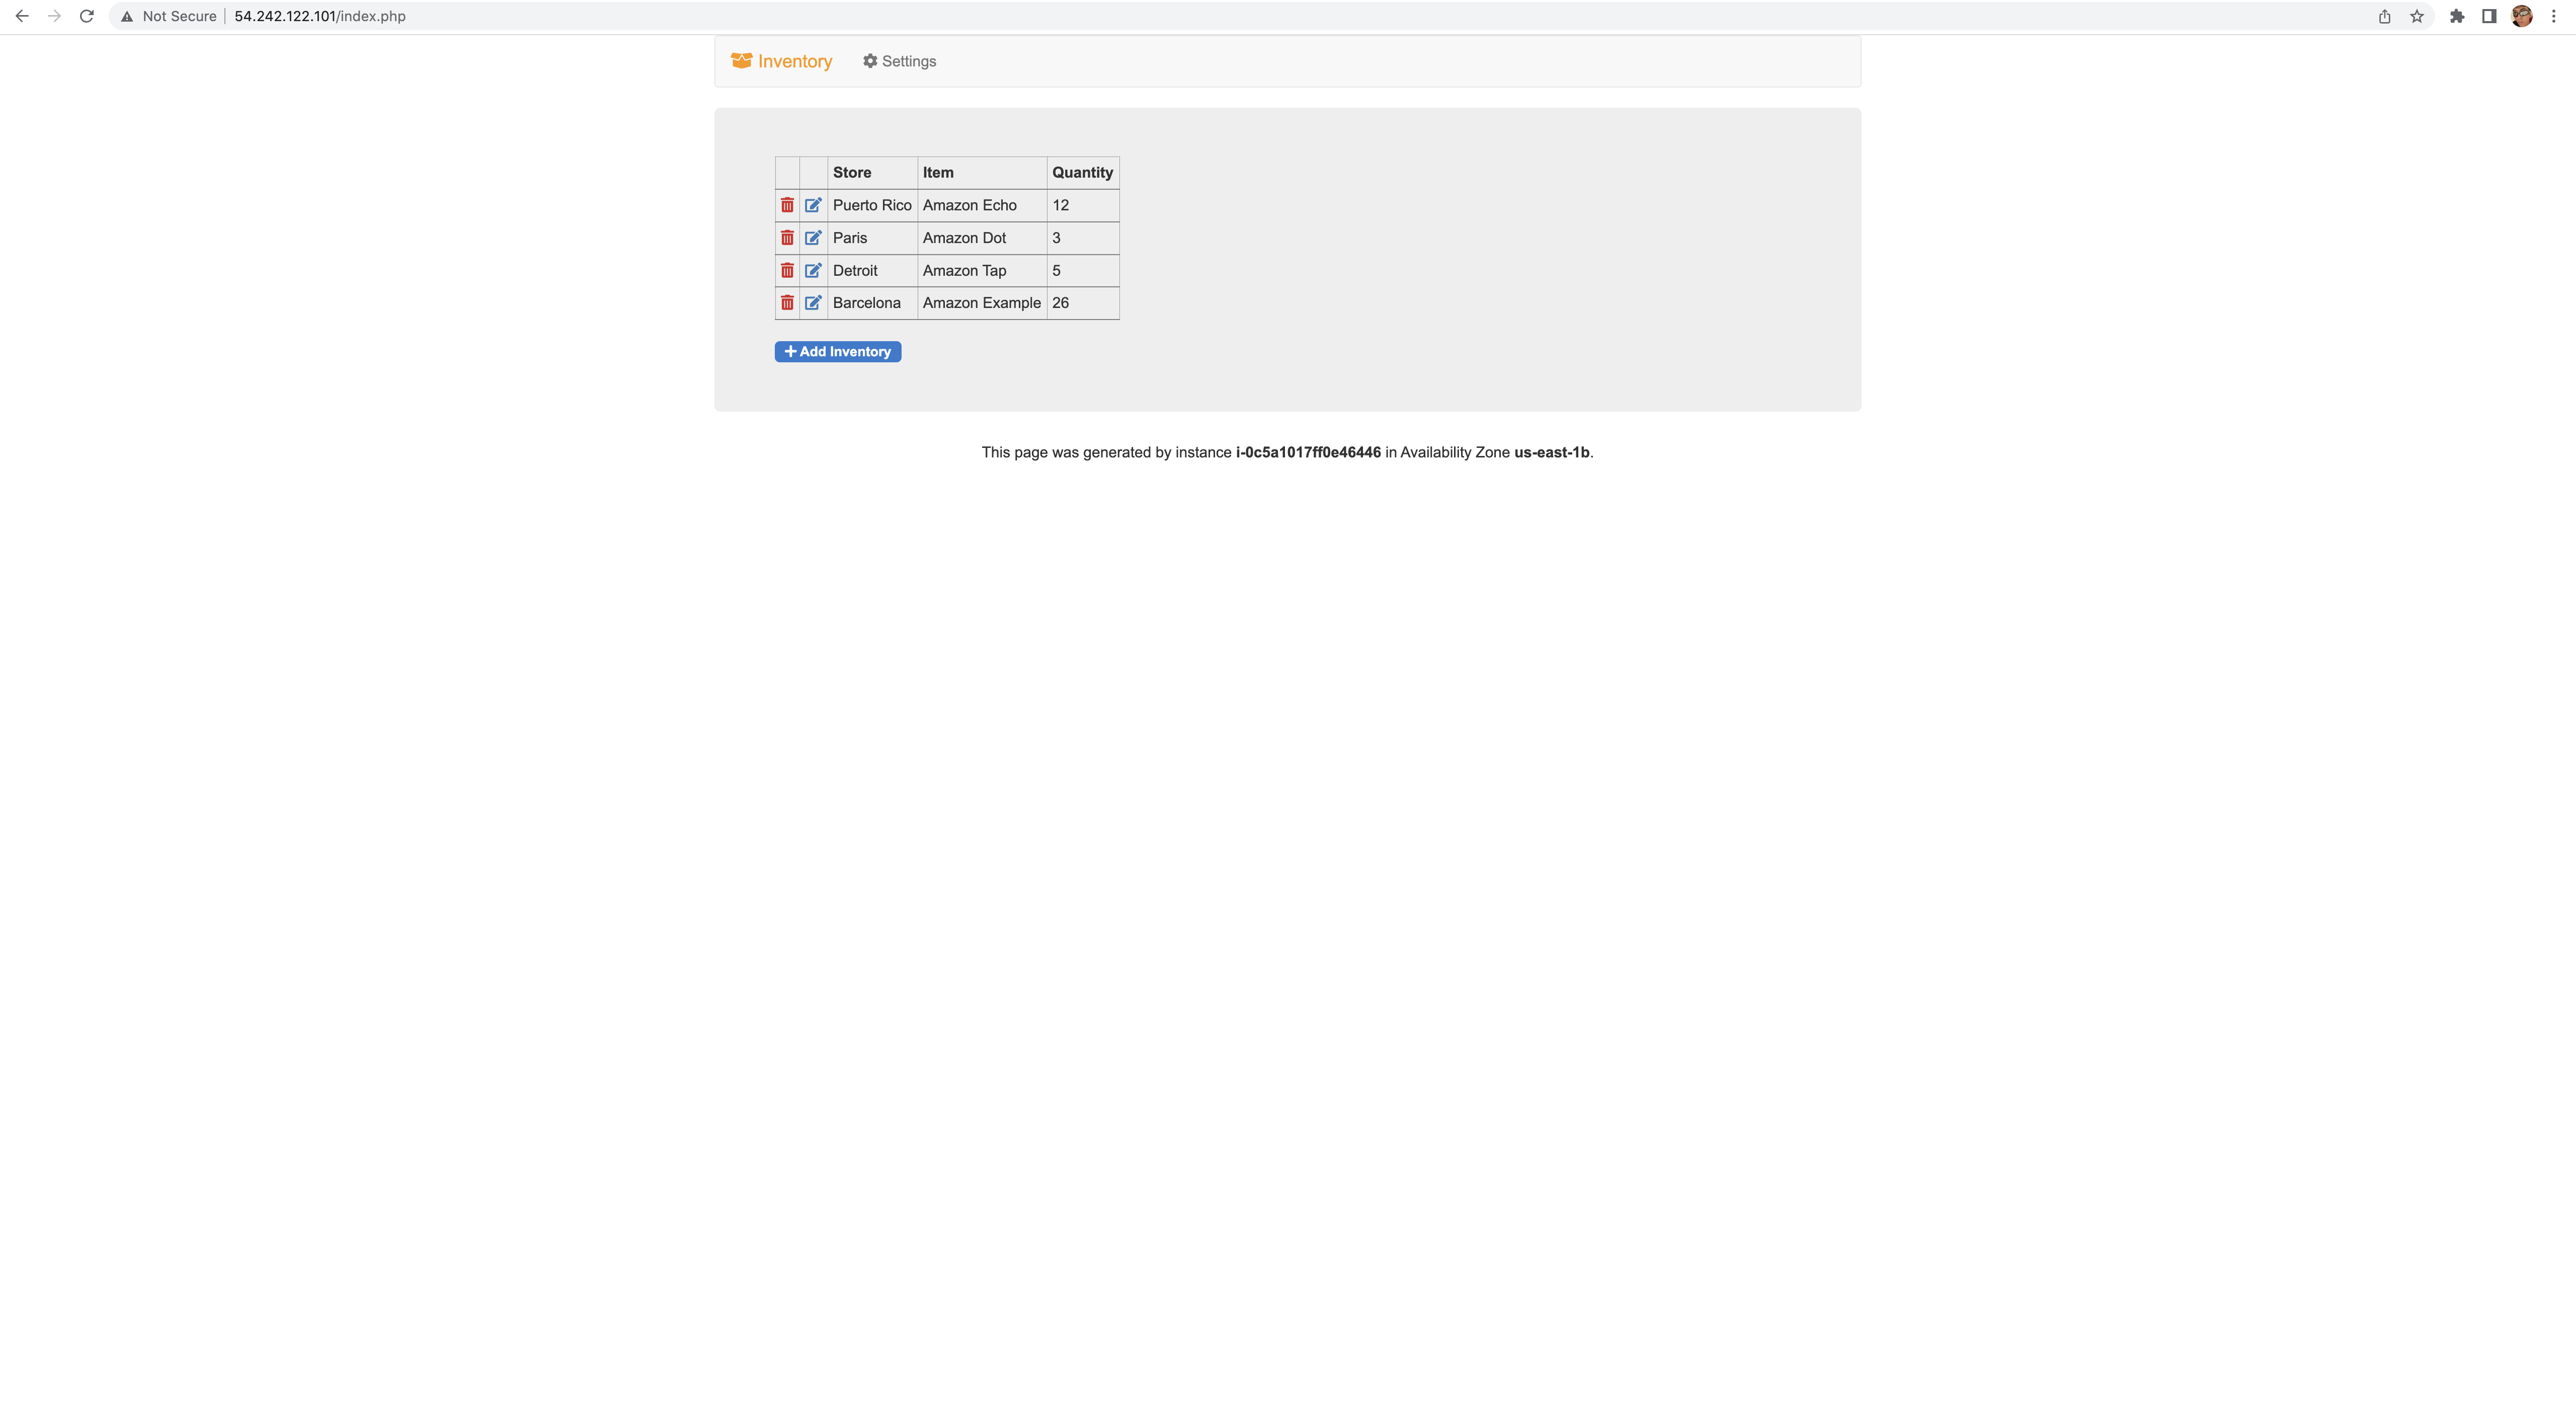 Not Secure 54.242.122.101/index.php
Inventory Settings
Store Item Quantity
Puerto Rico Amazon Echo 12
Paris Amazon Dot 3
Detroit Amazon Tap 5
Barcelona Amazon Example 26
Add Inventory
This page was generated by instance i-0c5a1017ff0e46446 in Availability Zone us-east-1b.